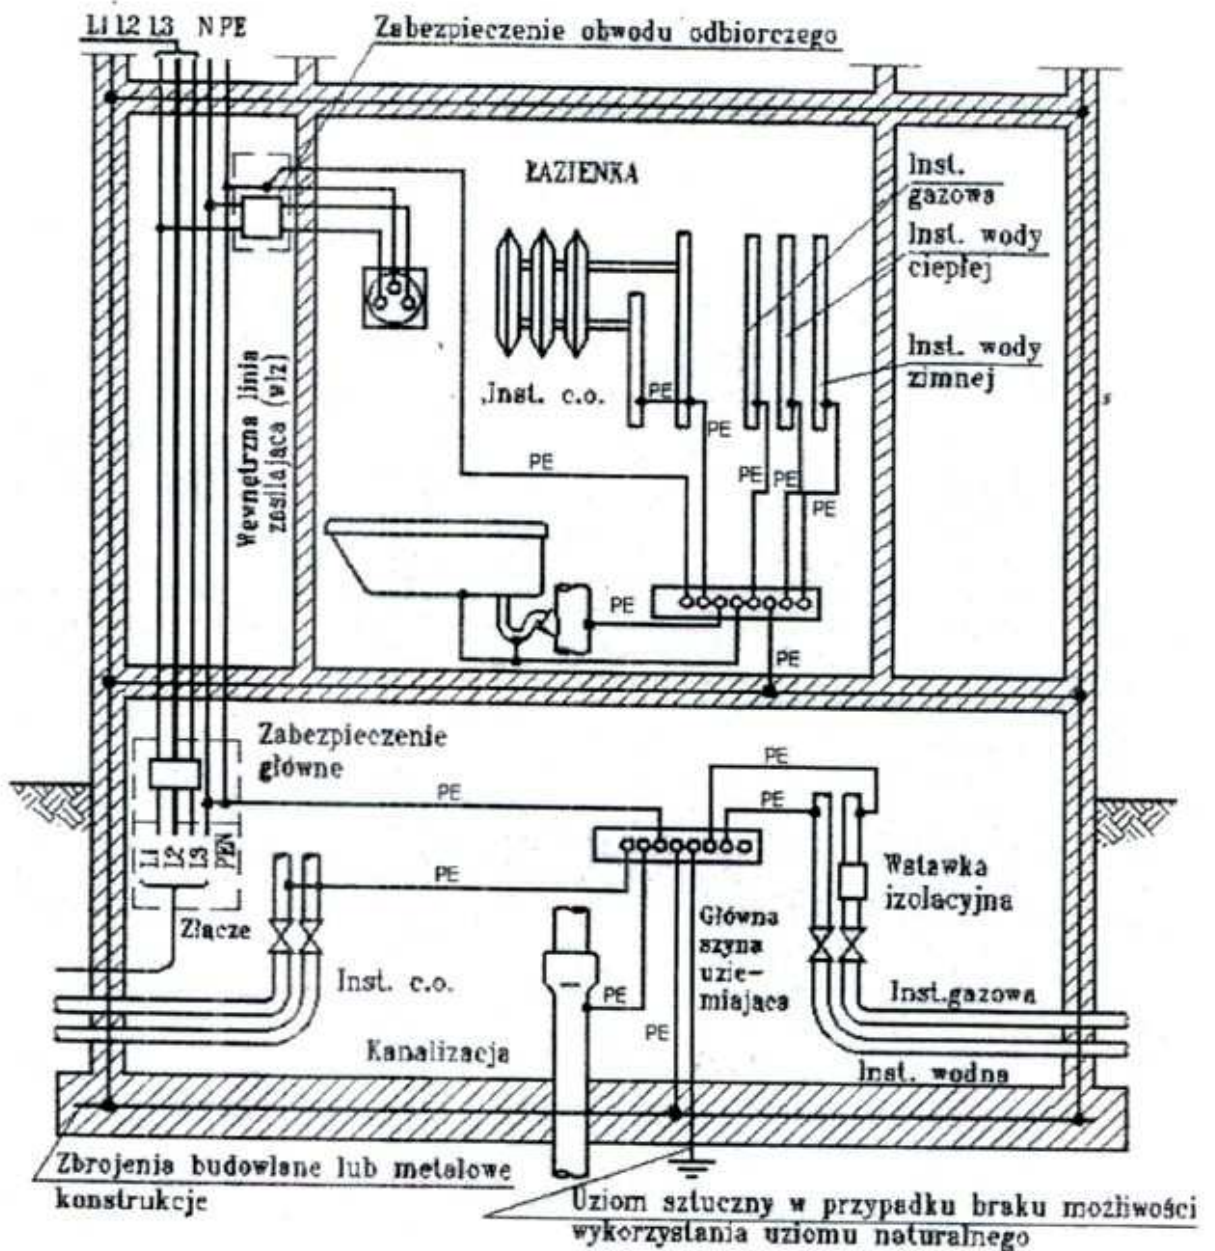 L1 L2 L3 N PE
Zabezpieczenie obwodu odbiorczego
ŁAZIENKA
Inst.
gazowa
Inst. wody
ciepłej
Inst. wody
zimnej
Wewnętrzna linia
zasilająca (wlz)
Inst. c.o.
PE
PE
PE
PE
PE
PE
PE
PE
Zabezpieczenie
główne
PE
PE
PE
L1 L2 L3 PEN
PE
Złącze
Główna
szyna
uzie-
miająca
Wstawka
izolacyjna
Inst. c.o.
PE
PE
Inst.gazowa
Kanalizacja
Inst. wodna
Zbrojenia budowlane lub metalowe
konstrukcje
Uziom sztuczny w przypadku braku możliwości
wykorzystania uziomu naturalnego